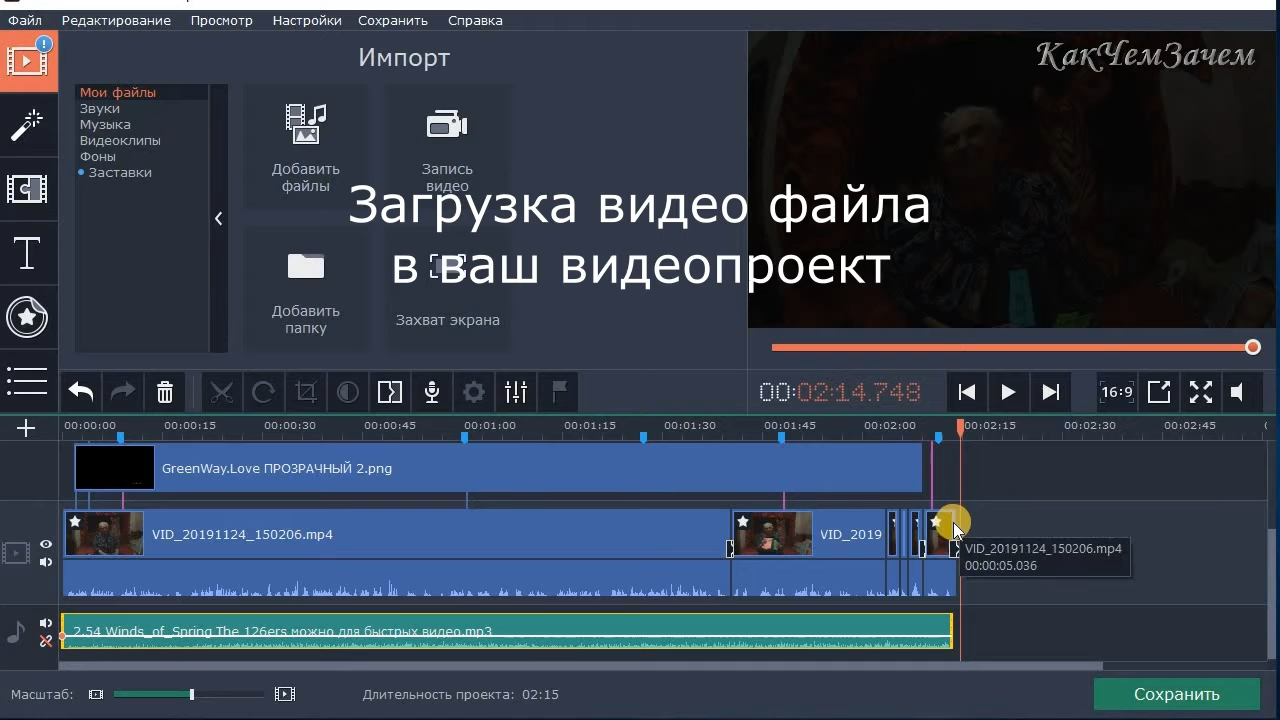 Файл Редактирование Просмотр Настройки Сохранить Справка
Импорт
КакЧемЗачем
Мои файлы
Звуки
Музыка
Видеоклипы
Фоны
Заставки
Добавить
файлы
Запись
видео
Загрузка видео файла
в ваш видеопроект
Добавить
папку
Захват экрана
00:02:14.748
16:9
00:00:00 00:00:15 00:00:30 00:00:45 00:01:00 00:01:15 00:01:30 00:01:45 00:02:00 00:02:15 00:02:30 00:02:45
GreenWay.Love ПРОЗРАЧНЫЙ 2.png
VID_20191124_150206.mp4
VID_2019
VID_20191124_150206.mp4
00:00:05.036
2.54 Winds_of_Spring The 126ers можно для быстрых видео.mp3
Масштаб:
Длительность проекта: 02:15
Сохранить